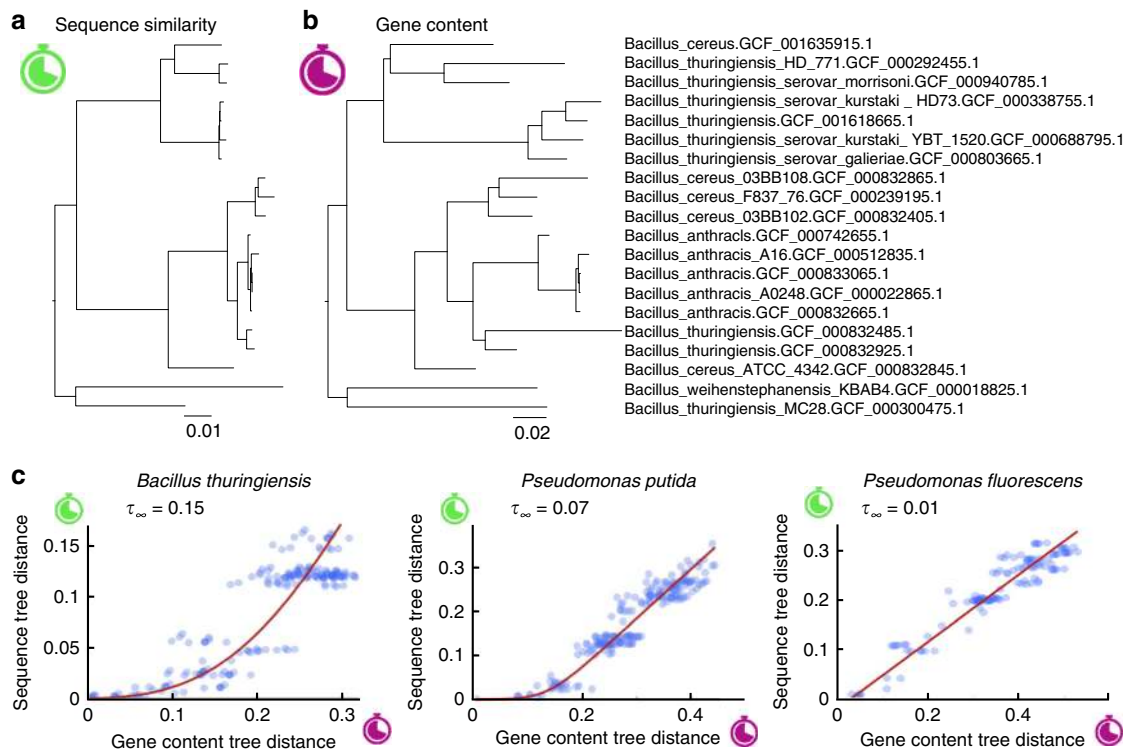 a Sequence similarity
b Gene content
Bacillus_cereus.GCF_001635915.1
Bacillus_thuringiensis_HD_771.GCF_000292455.1
Bacillus_thuringiensis_serovar_morrisoni.GCF_000940785.1
Bacillus_thuringiensis_serovar_kurstaki _ HD73.GCF_000338755.1
Bacillus_thuringiensis.GCF_001618665.1
Bacillus_thuringiensis_serovar_kurstaki_ YBT_1520.GCF_000688795.1
Bacillus_thuringiensis_serovar_galieriae.GCF_000803665.1
Bacillus_cereus_03BB108.GCF_000832865.1
Bacillus_cereus_F837_76.GCF_000239195.1
Bacillus_cereus_03BB102.GCF_000832405.1
Bacillus_anthracls.GCF_000742655.1
Bacillus_anthracis_A16.GCF_000512835.1
Bacillus_anthracis.GCF_000833065.1
Bacillus_anthracis_A0248.GCF_000022865.1
Bacillus_anthracis.GCF_000832665.1
Bacillus_thuringiensis.GCF_000832485.1
Bacillus_thuringiensis.GCF_000832925.1
Bacillus_cereus_ATCC_4342.GCF_000832845.1
Bacillus_weihenstephanensis_KBAB4.GCF_000018825.1
Bacillus_thuringiensis_MC28.GCF_000300475.1
0.01
0.02
c
Bacillus thuringiensis
τ∞ = 0.15
Sequence tree distance
0.15
0.1
0.05
0
0 0.1 0.2 0.3
Gene content tree distance
Pseudomonas putida
τ∞ = 0.07
Sequence tree distance
0.3
0.2
0.1
0
0 0.2 0.4
Gene content tree distance
Pseudomonas fluorescens
τ∞ = 0.01
Sequence tree distance
0.3
0.2
0.1
0
0 0.2 0.4 0.6
Gene content tree distance